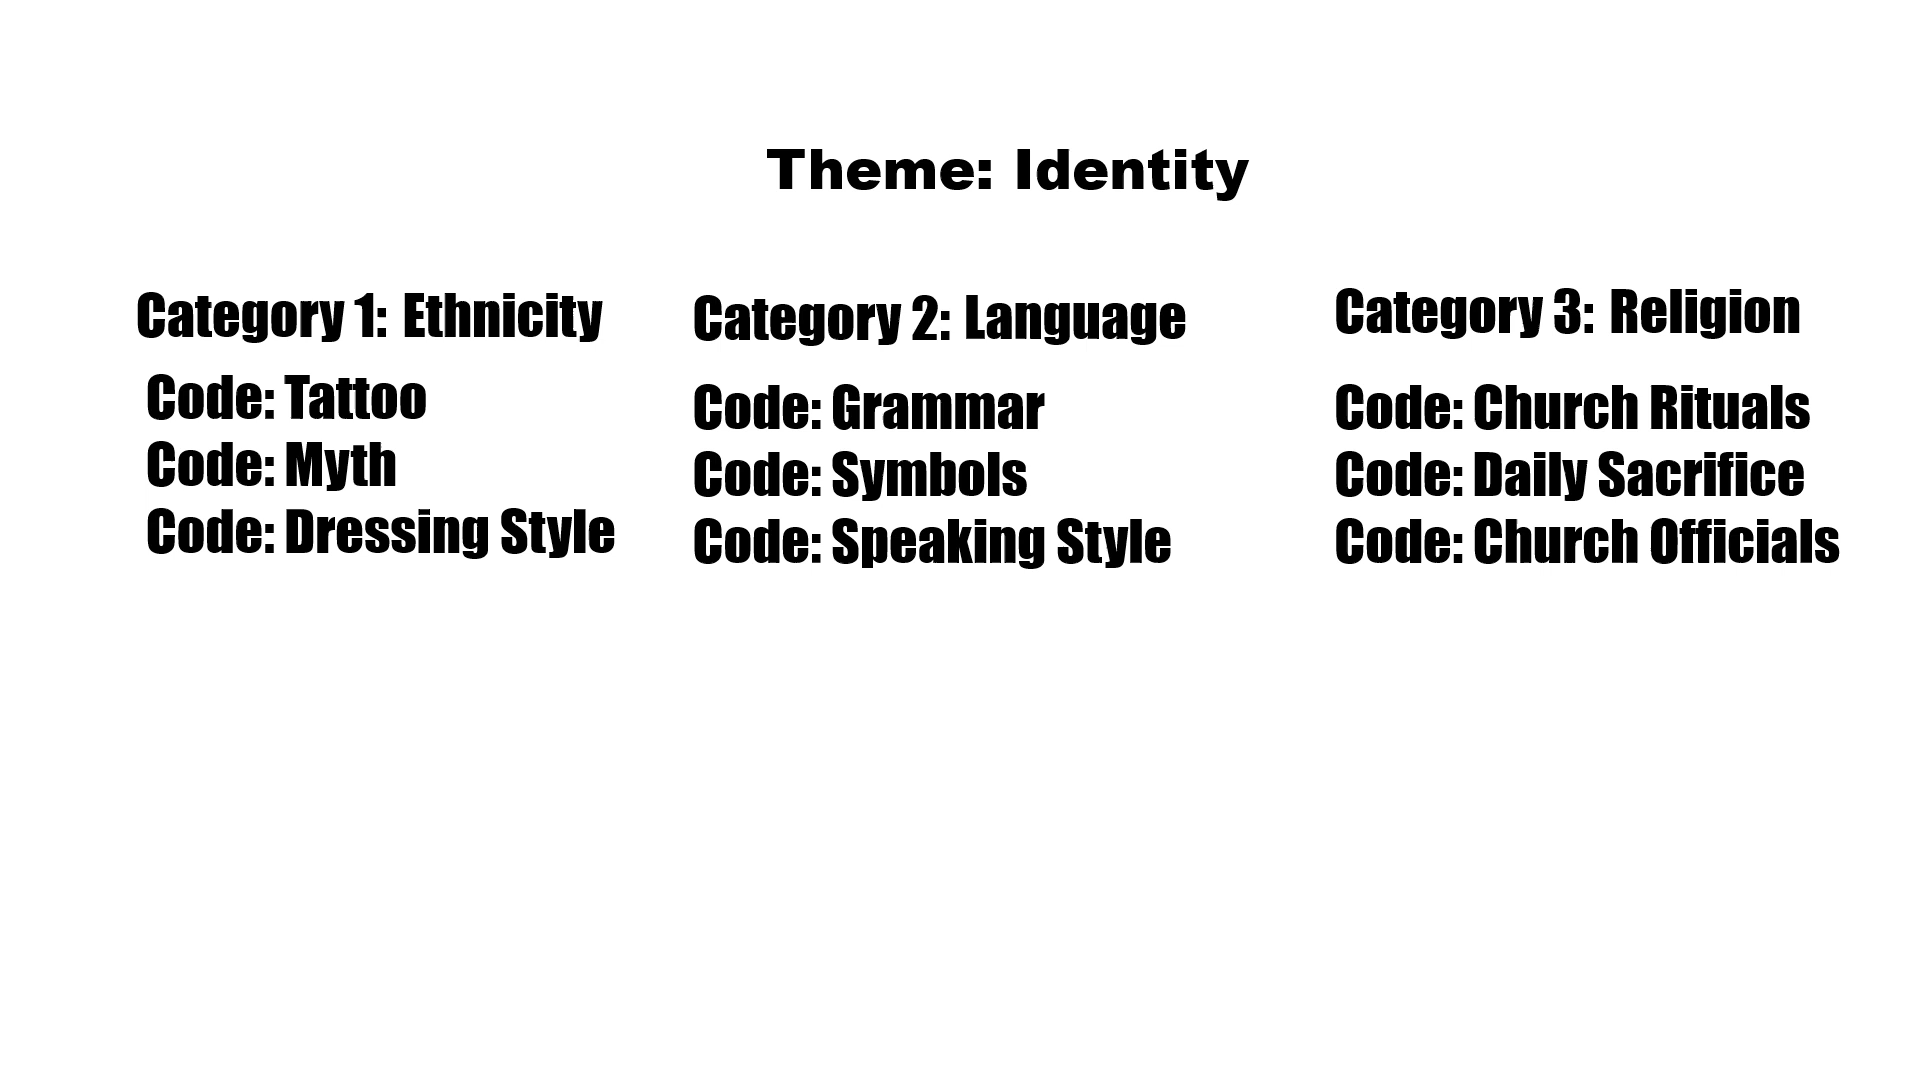 Theme: Identity
Category 1: Ethnicity
Code: Tattoo
Code: Myth
Code: Dressing Style
Category 2: Language
Code: Grammar
Code: Symbols
Code: Speaking Style
Category 3: Religion
Code: Church Rituals
Code: Daily Sacrifice
Code: Church Officials